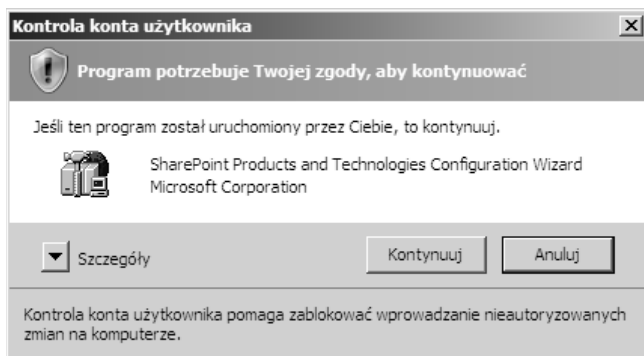 Kontrola konta użytkownika
Program potrzebuje Twojej zgody, aby kontynuować
Jeśli ten program został uruchomiony przez Ciebie, to kontynuuj.
SharePoint Products and Technologies Configuration Wizard
Microsoft Corporation
Szczegóły
Kontynuuj
Anuluj
Kontrola konta użytkownika pomaga zablokować wprowadzanie nieautoryzowanych
zmian na komputerze.